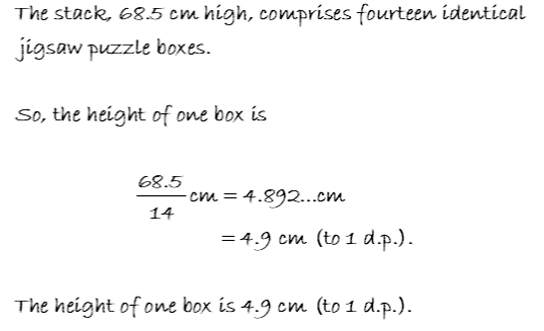 The stack, 68.5 cm high, comprises fourteen identical
jigsaw puzzle boxes.
So, the height of one box is
68.5
14
cm = 4.892...cm
= 4.9 cm (to 1 d.p.).
The height of one box is 4.9 cm (to 1 d.p.).